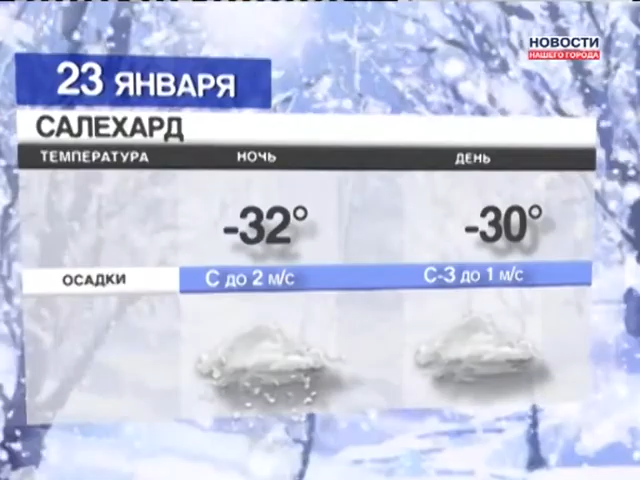 НОВОСТИ
НАШЕГО ГОРОДА
23 ЯНВАРЯ
САЛЕХАРД
ТЕМПЕРАТУРА НОЧЬ ДЕНЬ
-32° -30°
ОСАДКИ С ДО 2 М/С С-З ДО 1 М/С